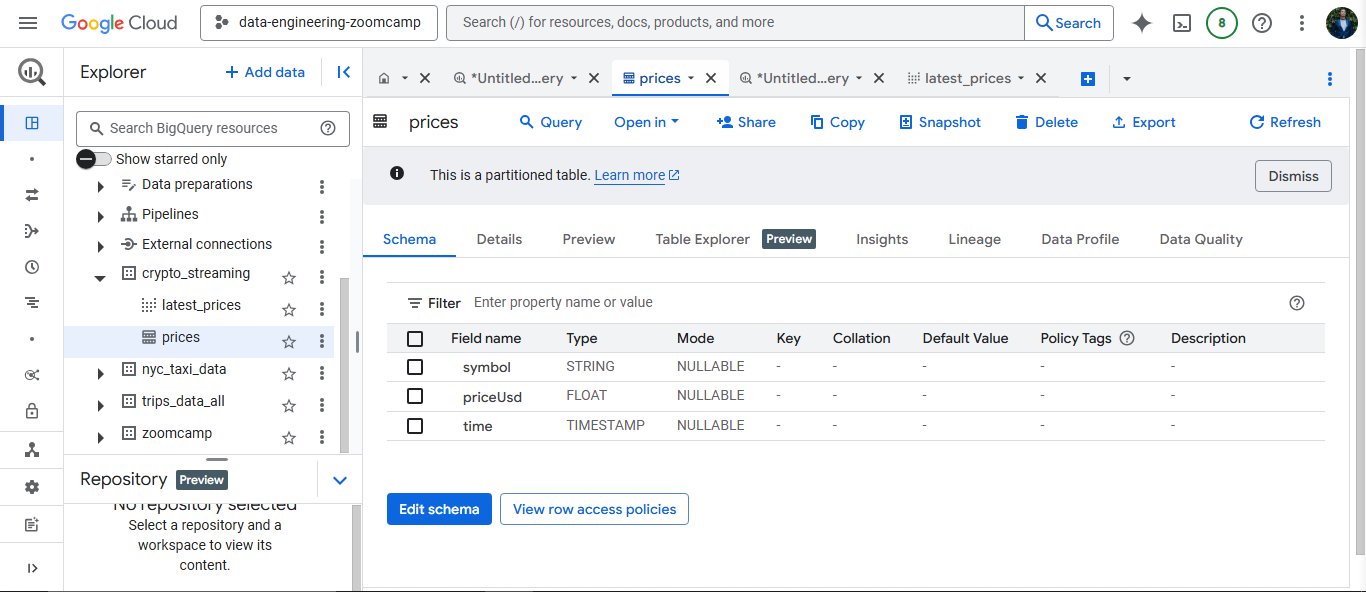 Google Cloud
data-engineering-zoomcamp
Search (/) for resources, docs, products, and more
Search
8
Explorer
+ Add data
Search BigQuery resources
Show starred only
Data preparations
Pipelines
External connections
crypto_streaming
latest_prices
prices
nyc_taxi_data
trips_data_all
zoomcamp
Repository Preview
No repository selected
Select a repository and a
workspace to view its
content.
*Untitled...ery
prices
*Untitled...ery
latest_prices
prices
Query
Open in
Share
Copy
Snapshot
Delete
Export
Refresh
This is a partitioned table. Learn more
Dismiss
Schema Details Preview Table Explorer Preview Insights Lineage Data Profile Data Quality
Filter Enter property name or value
Field name Type Mode Key Collation Default Value Policy Tags Description
symbol STRING NULLABLE - - - - -
priceUsd FLOAT NULLABLE - - - - -
time TIMESTAMP NULLABLE - - - - -
Edit schema
View row access policies